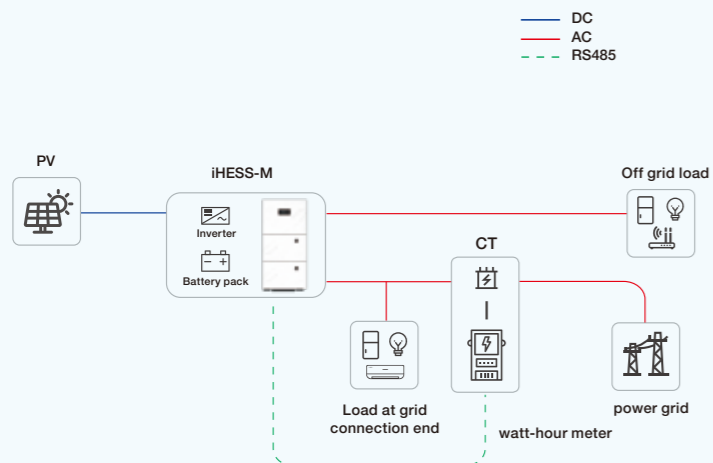 DC
AC
RS485
PV
iHESS-M
Off grid load
Inverter
CT
Battery pack
Load at grid
connection end
power grid
watt-hour meter